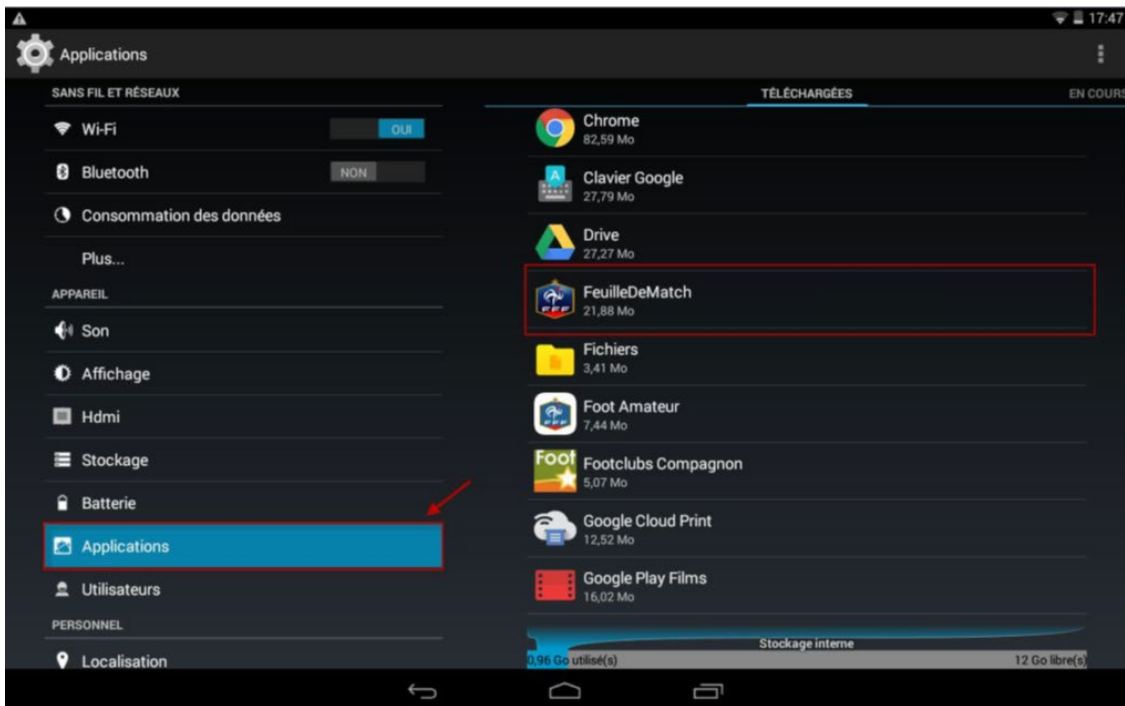 17:47
Applications
SANS FIL ET RÉSEAUX
Wi-Fi
OUI
Bluetooth
NON
Consommation des données
Plus...
APPAREIL
Son
Affichage
Hdmi
Stockage
Batterie
Applications
Utilisateurs
PERSONNEL
Localisation
TÉLÉCHARGÉES
EN COURS
Chrome
82,59 Mo
Clavier Google
27,79 Mo
Drive
27,27 Mo
FeuilleDeMatch
21,88 Mo
Fichiers
3,41 Mo
Foot Amateur
7,44 Mo
Foot
Footclubs Compagnon
5,07 Mo
Google Cloud Print
12,52 Mo
Google Play Films
16,02 Mo
Stockage interne
0,96 Go utilisé(s)
12 Go libre(s)